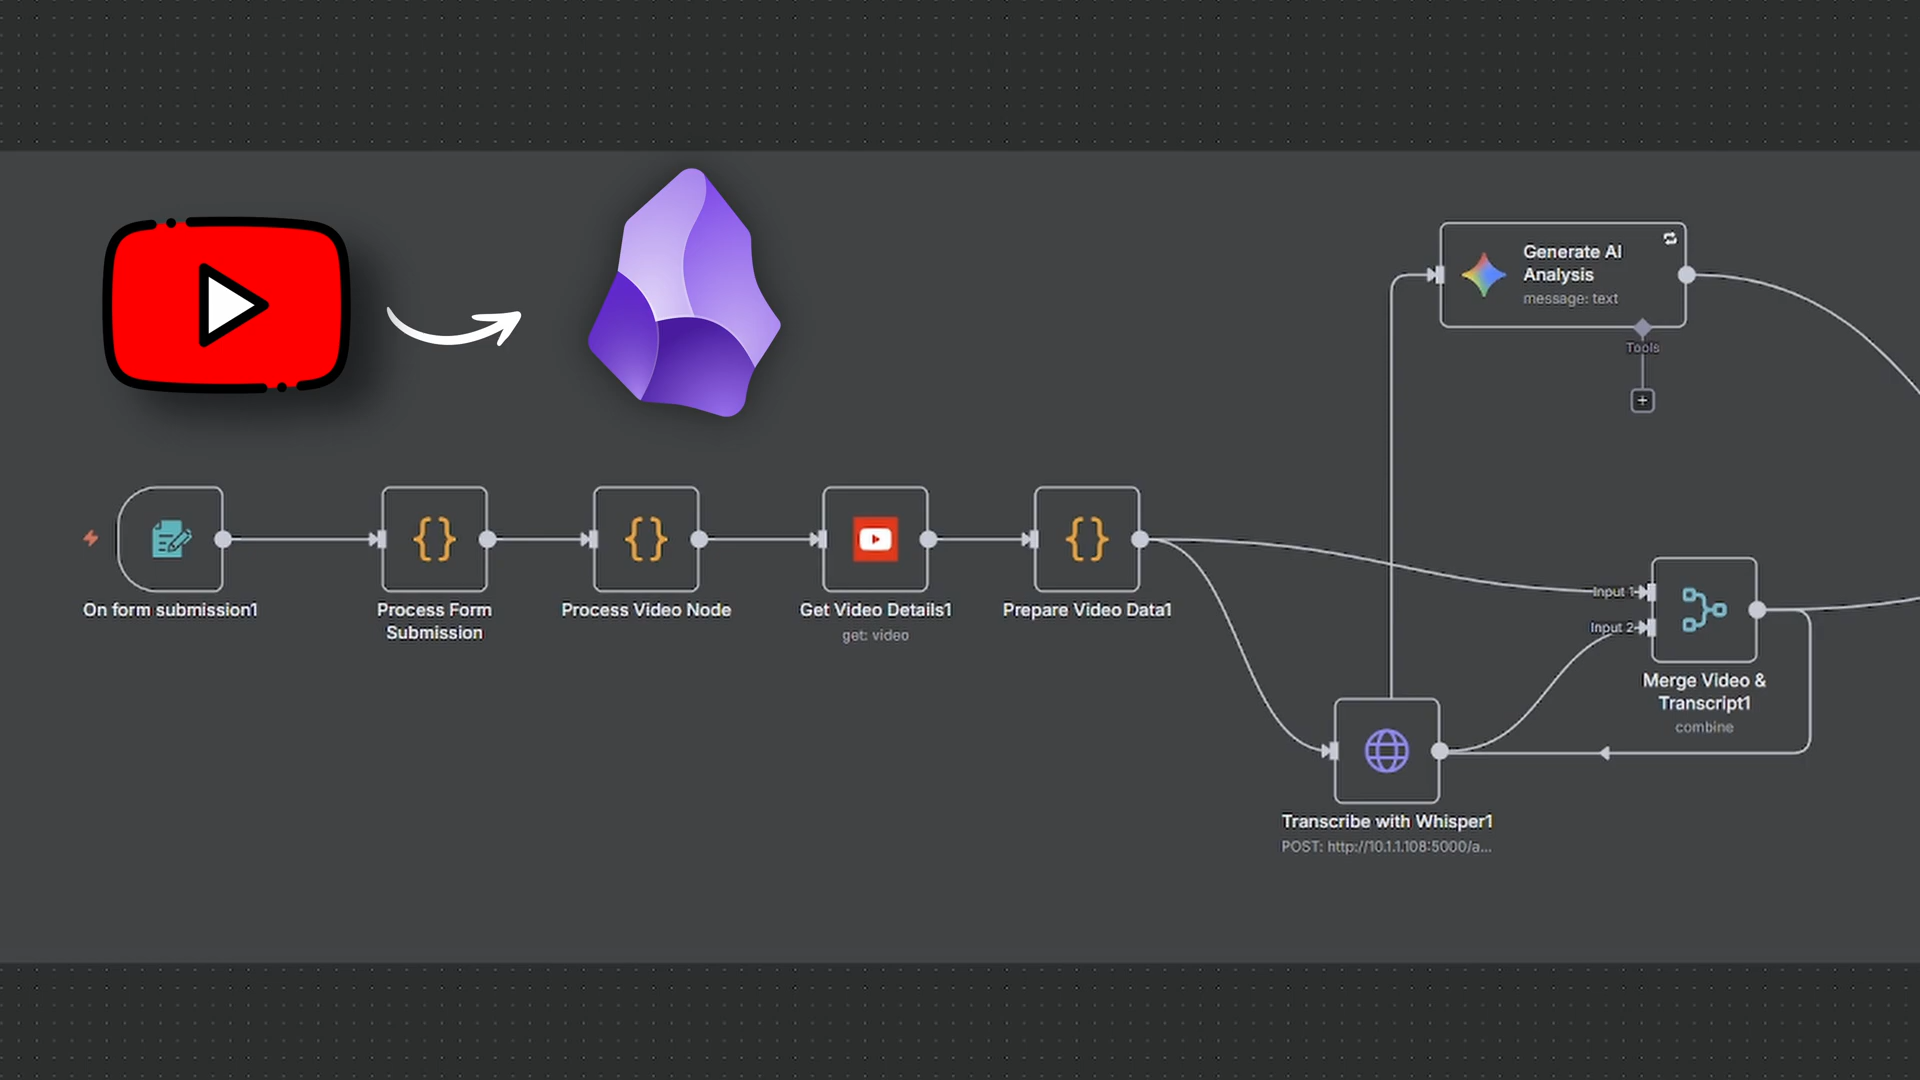 Generate AI
Analysis
message: text
Tools
On form submission1
Process Form
Submission
Process Video Node
Get Video Details1
get: video
Prepare Video Data1
Input 1
Input 2
Merge Video &
Transcript1
combine
Transcribe with Whisper1
POST: http://10.1.1.108:5000/a...